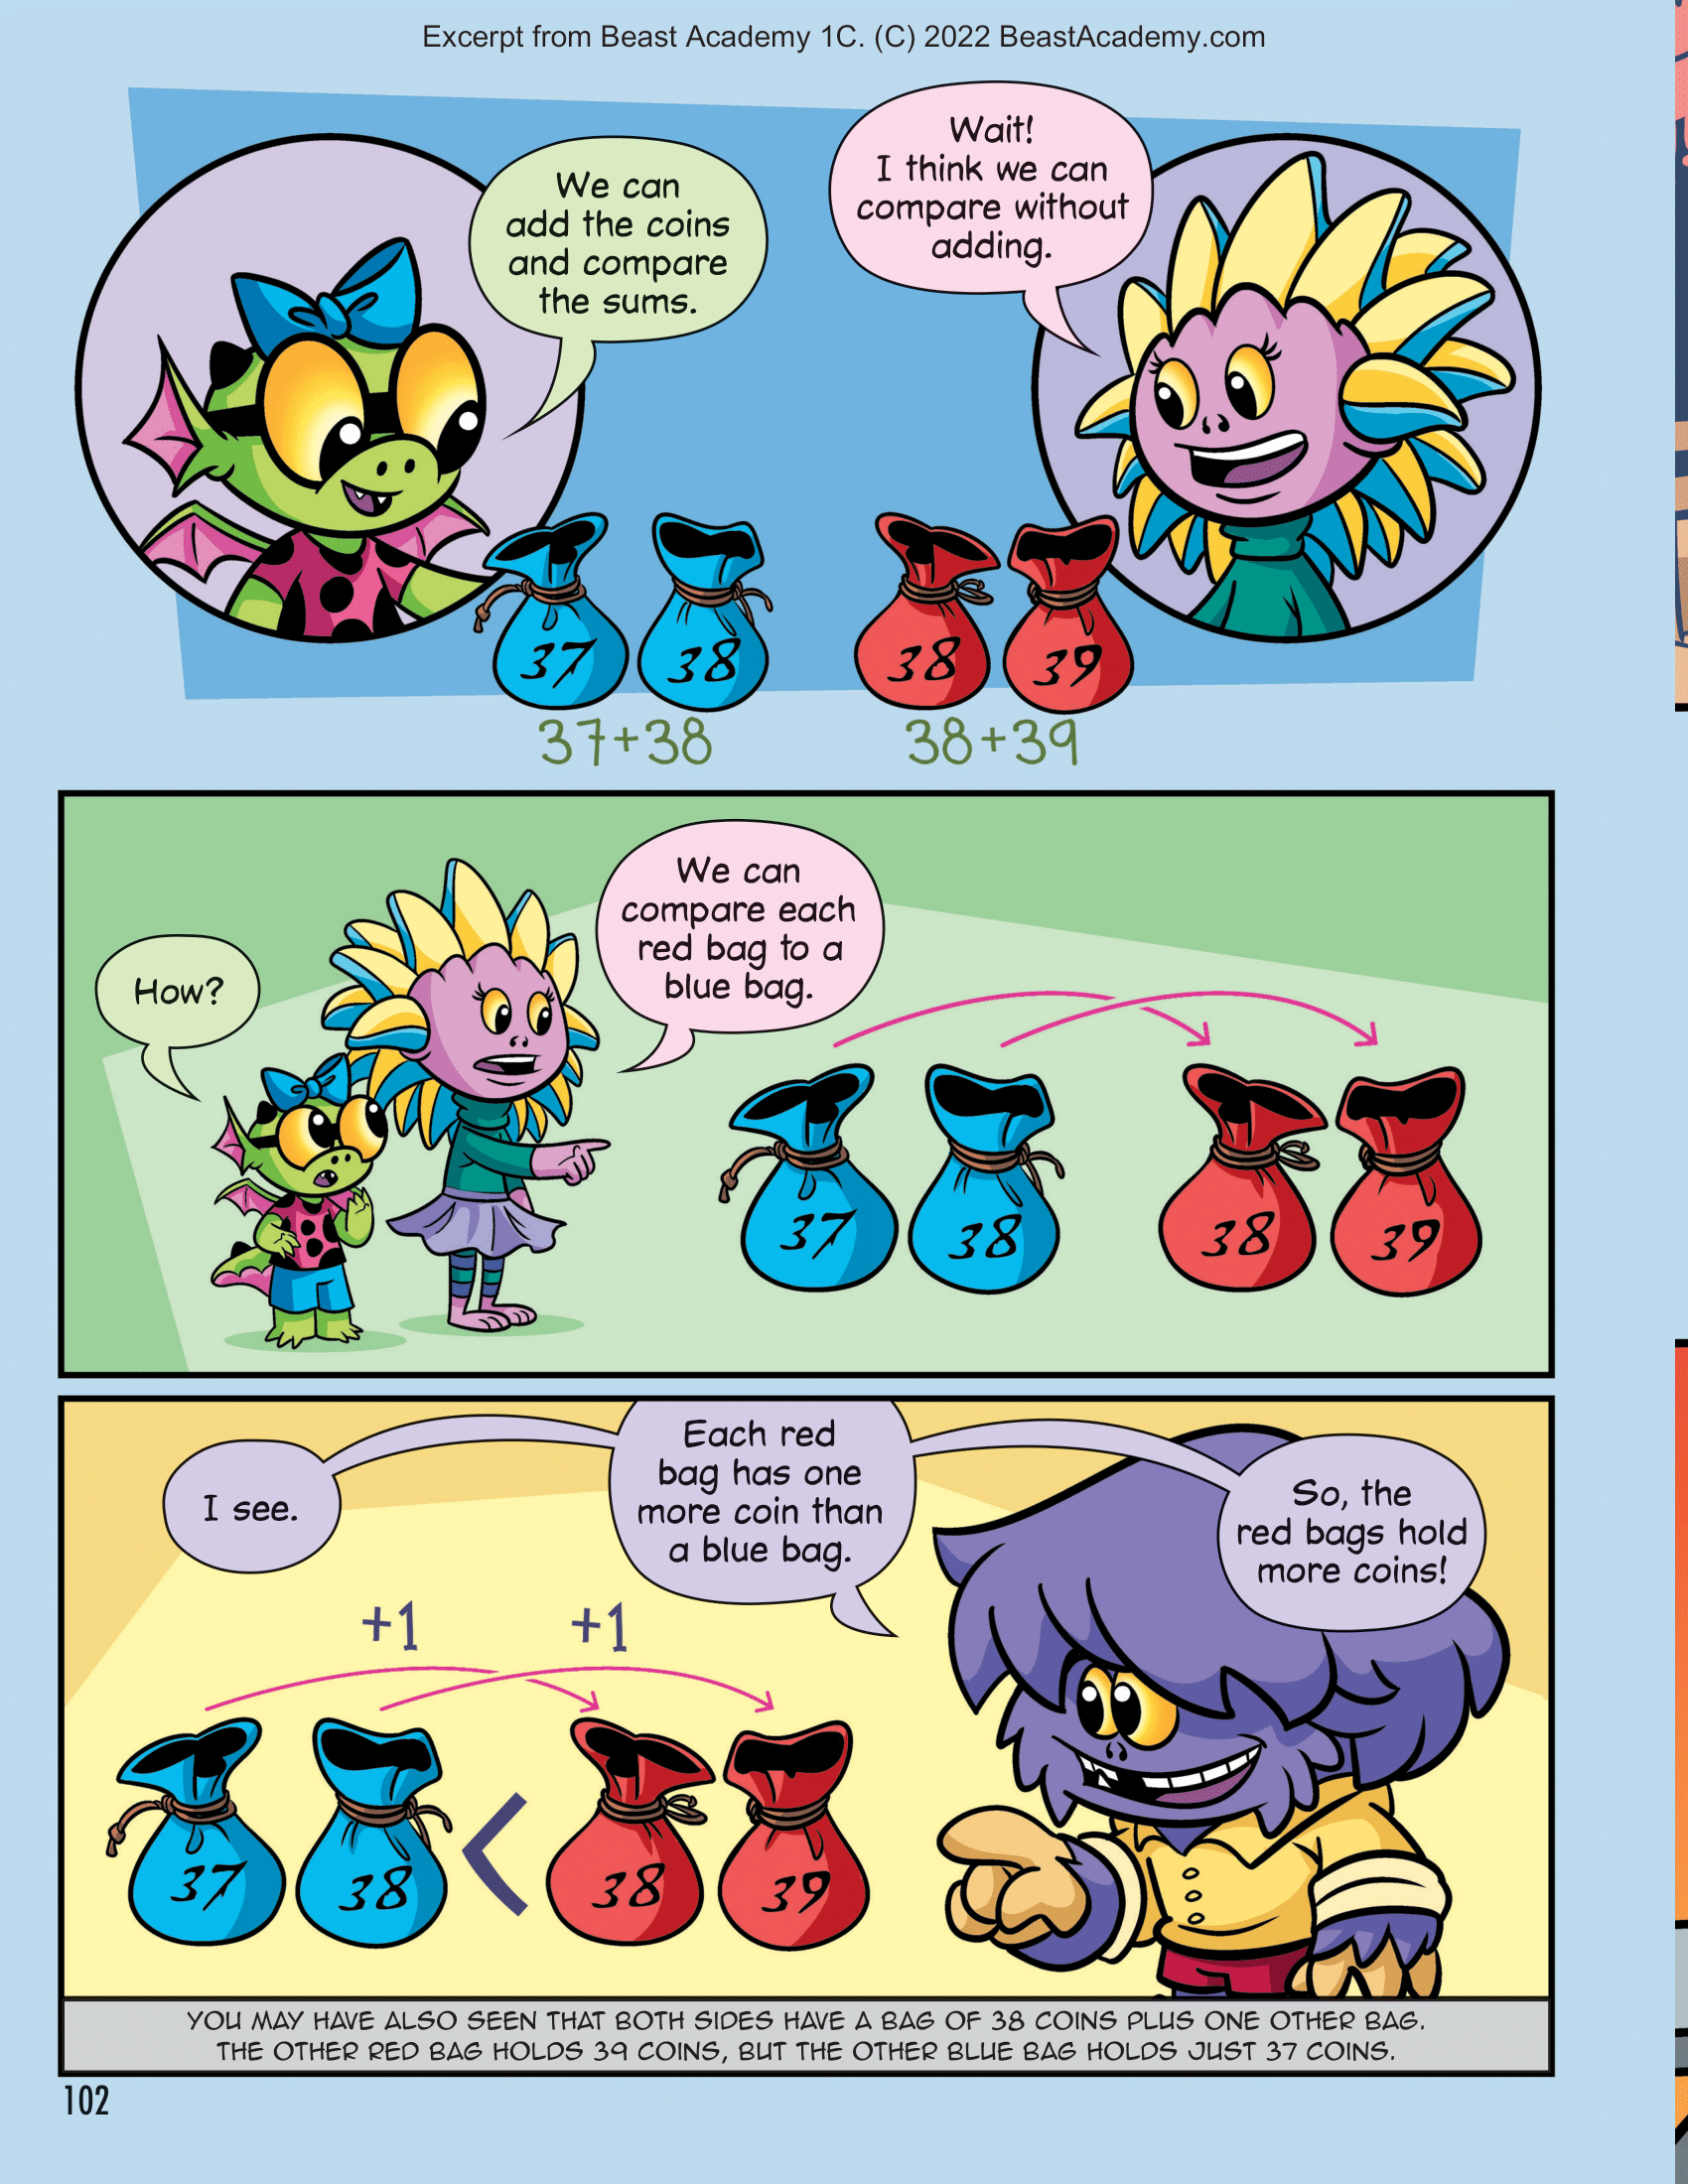 Excerpt from Beast Academy 1C. (C) 2022 BeastAcademy.com
We can
add the coins
and compare
the sums.
Wait!
I think we can
compare without
adding.
37
38
38
39
37+38
38+39
How?
We can
compare each
red bag to a
blue bag.
37
38
38
39
I see.
Each red
bag has one
more coin than
a blue bag.
So, the
red bags hold
more coins!
+1
+1
37
38
<
38
39
YOU MAY HAVE ALSO SEEN THAT BOTH SIDES HAVE A BAG OF 38 COINS PLUS ONE OTHER BAG.
THE OTHER RED BAG HOLDS 39 COINS, BUT THE OTHER BLUE BAG HOLDS JUST 37 COINS.
102